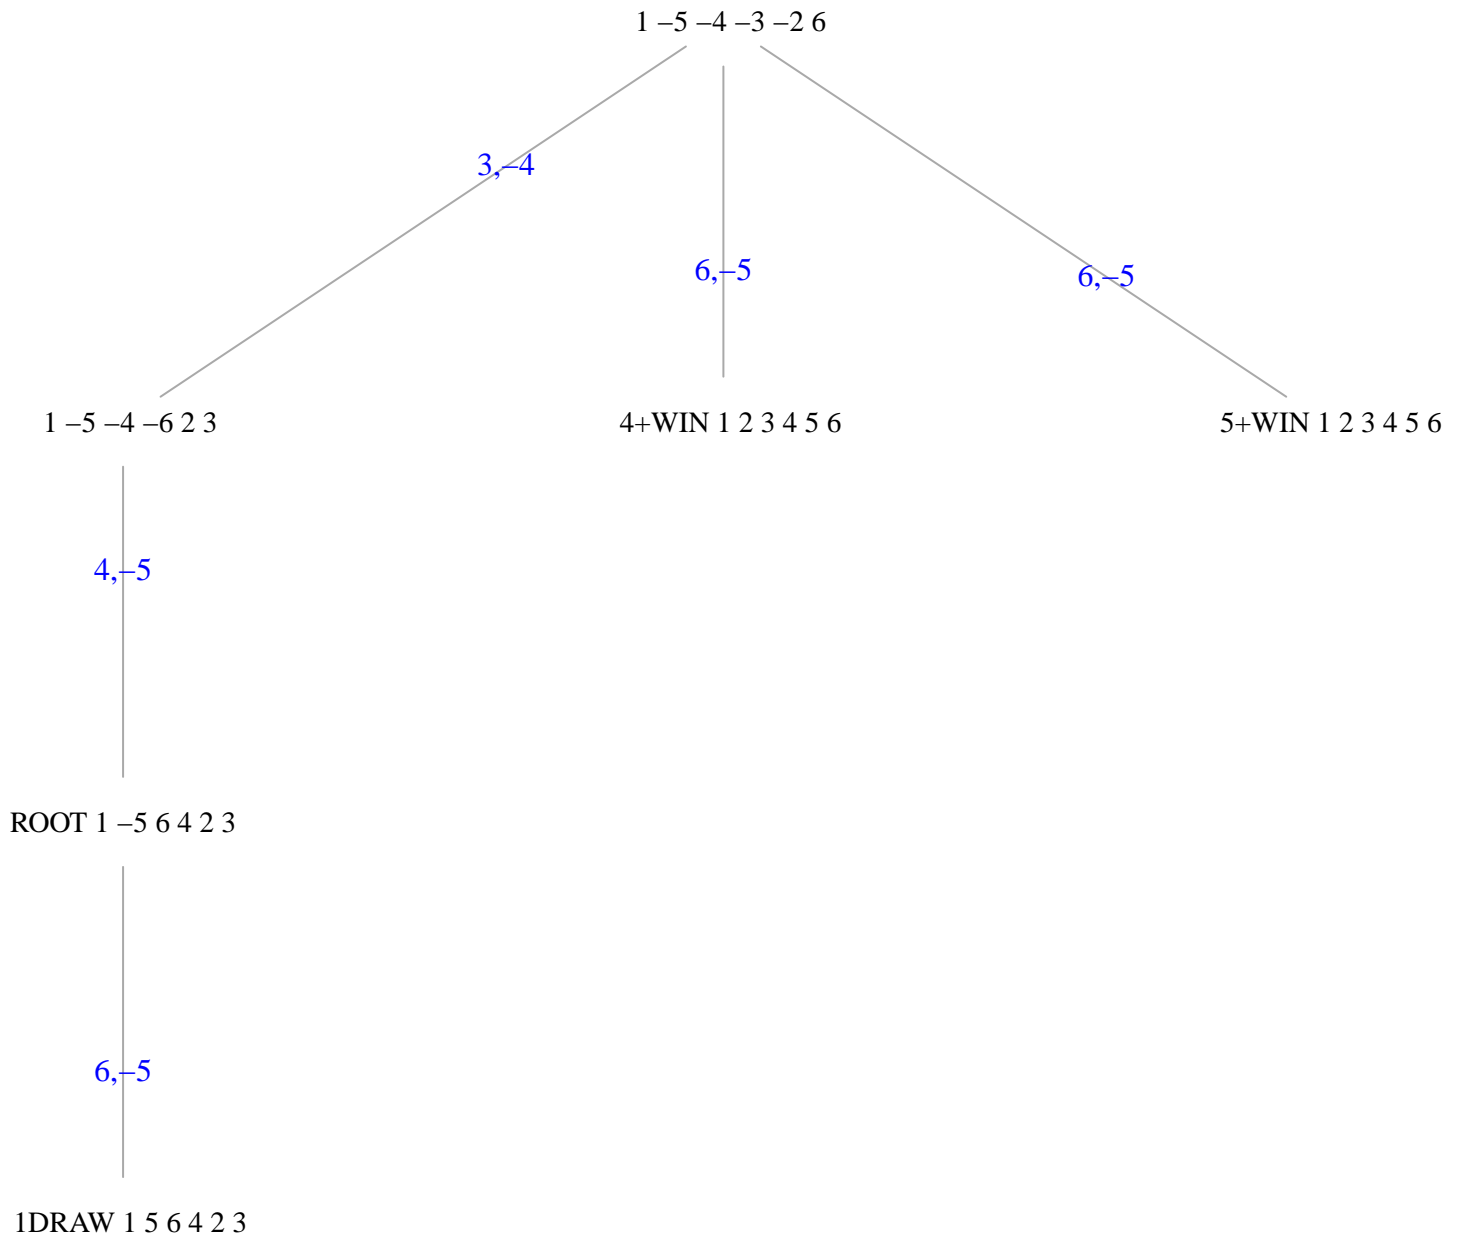 1 –5 –4 –3 –2 6
3,–4
6,–5
6,–5
1 –5 –4 –6 2 3
4+WIN 1 2 3 4 5 6
5+WIN 1 2 3 4 5 6
4,–5
ROOT 1 –5 6 4 2 3
6,–5
1DRAW 1 5 6 4 2 3